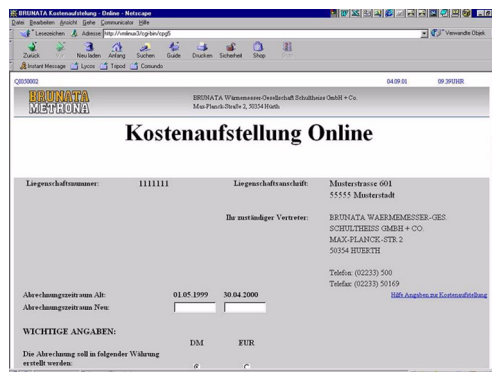 BRUNATA Kostenaufstelung - Online - Netscape
Datei Bearbeiten Ansicht Gehe Communicator Hilfe
Lesezeichen Adresse: http://vmlinux3/cgi-bin/cpg5 Verwandte Objek
Zurück Neu laden Anfang Suchen Guide Drucken Sicherheit Shop
Instant Message Lycos Tripod Comundo
QI050002 04.09.01 09.39UHR
BRUNATA
METRONA
BRUNATA Wärmemesser-Gesellschaft Schultheiss GmbH + Co.
Max-Planck-Straße 2, 50354 Hürth
Kostenaufstellung Online
Liegenschaftsnummer: 1111111 Liegenschaftsanschrift: Musterstrasse 601
55555 Musterstadt
Ihr zuständiger Vertreter: BRUNATA WAERMEMESSER-GES.
SCHULTHEISS GMBH + CO.
MAX-PLANCK-STR 2
50354 HUERTH
Telefon: (02233) 500
Telefax: (02233) 50169
Abrechnungszeitraum Alt: 01.05.1999 30.04.2000 Hilfe Angaben zur Kostenaufstellung
Abrechnungszeitraum Neu:
WICHTIGE ANGABEN:
DM EUR
Die Abrechnung soll in folgender Währung
erstellt werden: